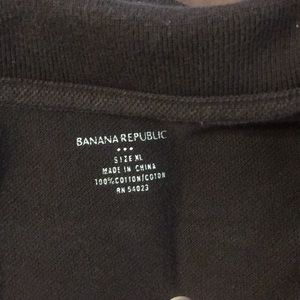 BANANA REPUBLIC
SIZE XL
MADE IN CHINA
100% COTTON/COTON
RN 54023